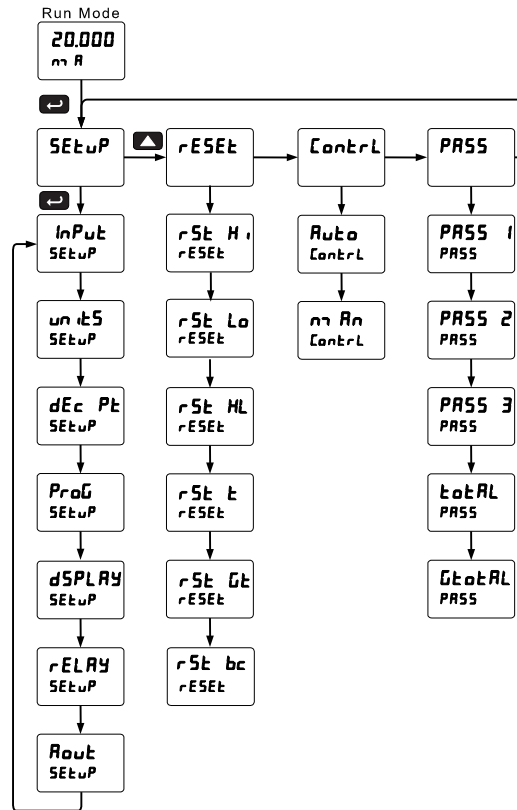 Run Mode
20.000
mA
SEtuP
rESEt
ContrL
PASS
InPut
SEtuP
rSt Hi
rESEt
Auto
ContrL
PASS 1
PASS
unitS
SEtuP
rSt Lo
rESEt
mAn
ContrL
PASS 2
PASS
dEc Pt
SEtuP
rSt HL
rESEt
PASS 3
PASS
ProG
SEtuP
rSt t
rESEt
totAL
PASS
dSPLAY
SEtuP
rSt Gt
rESEt
GtotAL
PASS
rELAY
SEtuP
rSt bc
rESEt
Aout
SEtuP